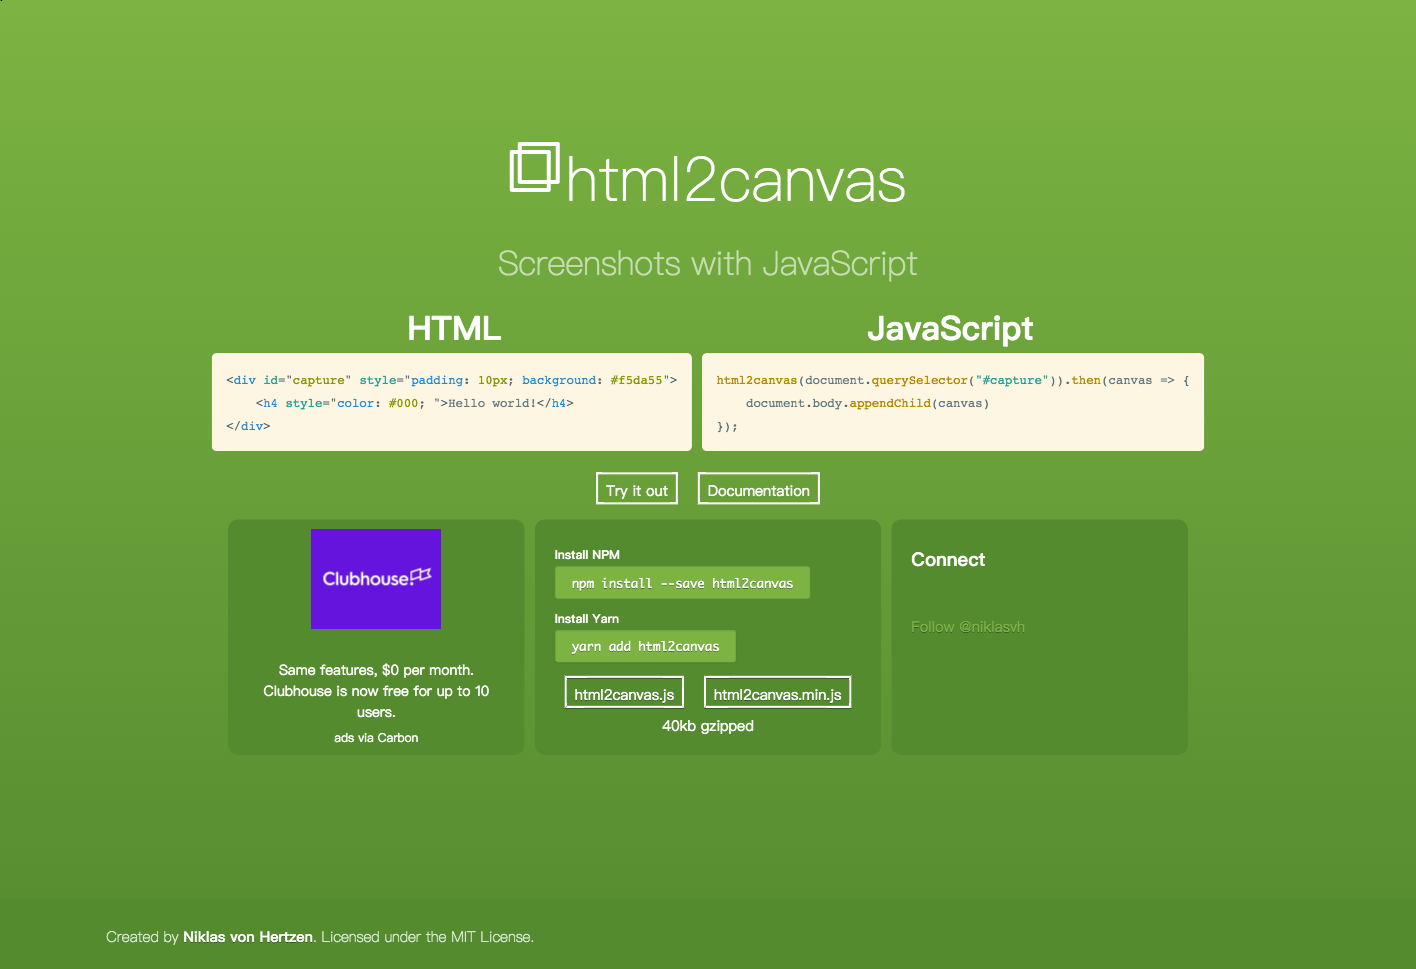 html2canvas
Screenshots with JavaScript
HTML
<div id="capture" style="padding: 10px; background: #f5da55">
    <h4 style="color: #000; ">Hello world!</h4>
</div>
JavaScript
html2canvas(document.querySelector("#capture")).then(canvas => {
    document.body.appendChild(canvas)
});
Try it out
Documentation
Clubhouse!
Same features, $0 per month.
Clubhouse is now free for up to 10
users.
ads via Carbon
Install NPM
npm install --save html2canvas
Install Yarn
yarn add html2canvas
html2canvas.js
html2canvas.min.js
40kb gzipped
Connect
Follow @niklasvh
Created by Niklas von Hertzen. Licensed under the MIT License.